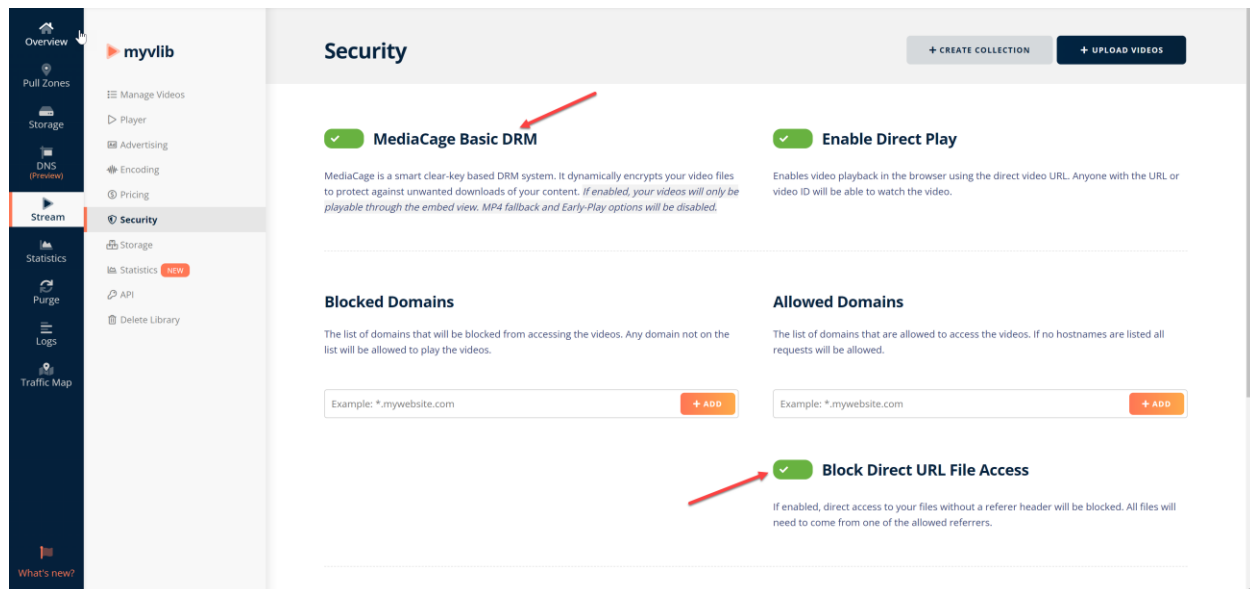 Overview
Pull Zones
Storage
DNS
(Preview)
Stream
Statistics
Purge
Logs
Traffic Map
What's new?
myvlib
Manage Videos
Player
Advertising
Encoding
Pricing
Security
Storage
Statistics NEW
API
Delete Library
Security
+ CREATE COLLECTION
+ UPLOAD VIDEOS
MediaCage Basic DRM
MediaCage is a smart clear-key based DRM system. It dynamically encrypts your video files
to protect against unwanted downloads of your content. If enabled, your videos will only be
playable through the embed view. MP4 fallback and Early-Play options will be disabled.
Enable Direct Play
Enables video playback in the browser using the direct video URL. Anyone with the URL or
video ID will be able to watch the video.
Blocked Domains
The list of domains that will be blocked from accessing the videos. Any domain not on the
list will be allowed to play the videos.
Example: *.mywebsite.com
+ ADD
Allowed Domains
The list of domains that are allowed to access the videos. If no hostnames are listed all
requests will be allowed.
Example: *.mywebsite.com
+ ADD
Block Direct URL File Access
If enabled, direct access to your files without a referer header will be blocked. All files will
need to come from one of the allowed referrers.